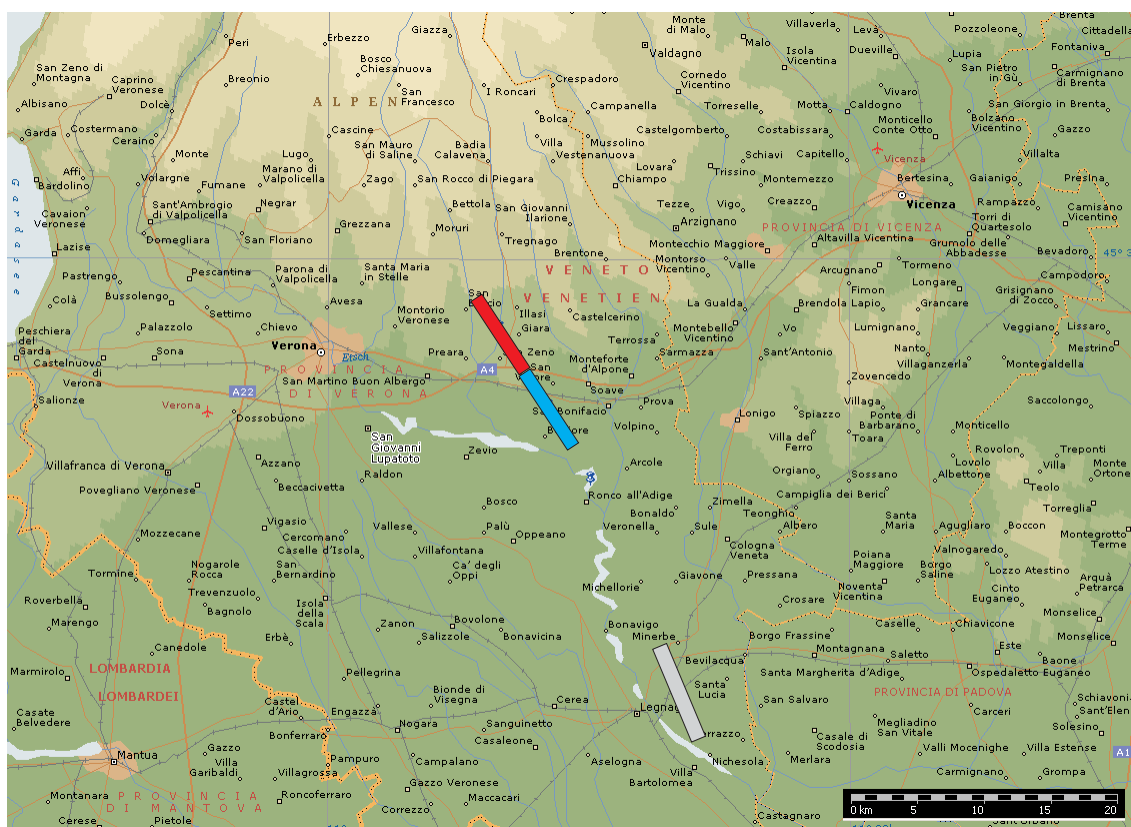 Giazza
Monte
di Malo
Villaverla
Levà
Pozzoleone
Brenta
Cittadella
Peri
Erbezzo
Valdagno
Malo
Isola
Vicentina
Dueville
Lupia
Fontaniva
San Zeno di
Montagna
Caprino
Veronese
Breonio
Bosco
Chiesanuova
Crespadoro
Cornedo
Vicentino
San Pietro
in Gù
Carmignano
di Brenta
Albisano
Dolcè
ALPEN
San
Francesco
I Roncari
Campanella
Torreselle
Motta
Caldogno
Vivaro
San Giorgio in Brenta
Garda
Costermano
Ceraino
Cascine
Bolca
Castelgomberto
Costabissara
Monticello
Conte Otto
Bolzano
Vicentino
Gazzo
Monte
Lugo
San Mauro
di Saline
Badia
Calavena
Villa
Vestenanuova
Mussolino
Schiavi
Capitello
Vicenza
Villalta
Affi
Bardolino
Volargne
Fumane
Marano di
Valpolicella
Zago
San Rocco di Piegara
Lovara
Chiampo
Trissino
Montemezzo
Bertesina
Gaianigo
Presina
Gardasee
Cavaion
Veronese
Sant'Ambrogio
di Valpolicella
Negrar
Bettola
San Giovanni
Ilarione
Tezze
Vigo
Creazzo
Vicenza
Rampazzo
Camisano
Vicentino
Lazise
Domegliara
San Floriano
Grezzana
Moruri
Tregnago
Arzignano
PROVINCIA DI VICENZA
Torri di
Quartesolo
Brentone
Montecchio Maggiore
Altavilla Vicentina
Grumolo delle
Abbadesse
Bevadoro
45° 3
Pastrengo
Pescantina
Parona di
Valpolicella
Santa Maria
in Stelle
VENETO
Montorso
Vicentino
Valle
Arcugnano
Tormeno
Campodoro
Colà
Bussolengo
Avesa
San
VENETIEN
La Gualda
Brendola Lapio
Fimon
Longare
Grancare
Grisignano
di Zocco
Settimo
Montorio
Veronese
Illasi
Castelcerino
Peschiera
del
Garda
Palazzolo
Chievo
Giara
Terrossa
Montebello
Vicentino
Vo
Lumignano
Veggiano
Lissaro
Castelnuovo
di
Verona
Sona
Verona
Etsch
Preara
Zeno
Monteforte
d'Alpone
Sarmazza
Sant'Antonio
Nanto
Villanganzerla
Mestrino
Montegaldella
PROVINCIA
DI VERONA
San Martino Buon Albergo
A4
San
Soave
Zovencedo
Salionze
A22
Verona
Dossobuono
Bonifacio
Prova
Lonigo
Spiazzo
Villaga
Ponte di
Barbarano
Saccolongo
San
Giovanni
Lupatoto
Volpino
Villa del
Ferro
Toara
Monticello
Villafranca di Verona
Azzano
Zevio
Arcole
Rovolon
Treponti
Raldon
Orgiano
Sossano
Lovolo
Albettone
Villa
Monte
Ortone
Povegliano Veronese
Beccacivetta
Ronco all'Adige
Campiglia dei Berici
Teolo
Bosco
Bonaldo
Zimella
Teonghio
Santa
Maria
Torreglia
Mozzecane
Vigasio
Vallese
Palù
Oppeano
Veronella
Sule
Albero
Agugliaro
Boccon
Montegrotto
Terme
Cercomano
Caselle d'Isola
Villafontana
Cologna
Veneta
Valnogaredo
Tormine
Nogarole
Rocca
San
Bernardino
Ca' degli
Oppi
Michellorie
Giavone
Pressana
Poiana
Maggiore
Borgo
Saline
Lozzo Atestino
Arquà
Petrarca
Roverbella
Trevenzuolo
Bagnolo
Isola
della
Scala
Crosare
Noventa
Vicentina
Cinto
Euganeo
Marengo
Zanon
Bovolone
Bonavigo
Monselice
Canedole
Erbè
Salizzole
Bonavicina
Minerbe
Borgo Frassine
Caselle
Chiavicone
Monselice
Marmirolo
LOMBARDIA
Pellegrina
Bevilacqua
Montagnana
Saletto
Este
Baone
LOMBARDEI
Santa
Lucia
Santa Margherita d'Adige
Ospedaletto Euganeo
Castel
d'Ario
Engazza
Bionde di
Visegna
Cerea
San Salvaro
PROVINCIA DI PADOVA
Casate
Belvedere
Bonferraro
Nogara
Sanguinetto
Carceri
Megliadino
San Vitale
Solesino
Mantua
Gazzo
Villa
Garibaldi
Pampuro
Casaleone
Casale di
Scodosia
Campalano
Aselogna
Nichesola
Merlara
Valli Mocenighe
Villa Estense
A1
Villagrossa
Gazzo Veronese
Villa
Bartolomea
Carmignano
Grompa
Montanara
PROVINCIA
DI MANTOVA
Roncoferraro
Correzzo
Maccacari
Castagnaro
0 km
5
10
15
20
Cerese
Pietole